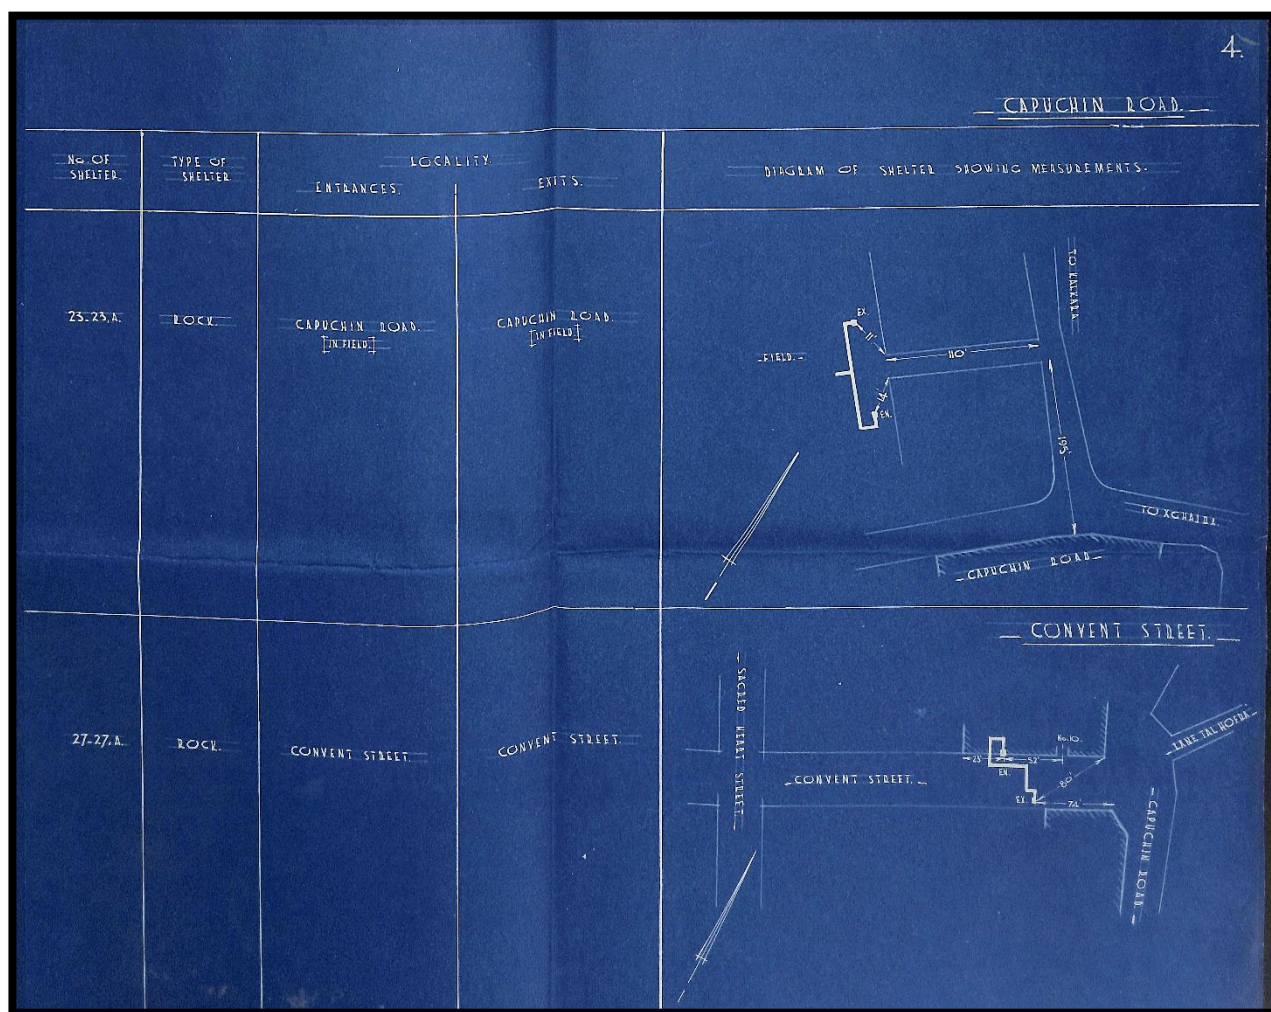 4.
CAPUCHIN ROAD.
No. OF
SHELTER.
TYPE OF
SHELTER
LOCALITY.
ENTRANCES.
EXITS.
DIAGRAM OF SHELTER SHOWING MEASUREMENTS.
23-23.A.
ROCK.
CAPUCHIN ROAD.
[IN FIELD.]
CAPUCHIN ROAD.
[IN FIELD.]
TO KALKARA.
EX.
11'
FIELD.
110'
14'
EN.
195'
TO XGHAJRA.
CAPUCHIN ROAD
CONVENT STREET.
27-27.A.
ROCK.
CONVENT STREET.
CONVENT STREET.
SACRED HEART STREET.
CONVENT STREET.
No. 10.
25'
52'
EN.
80'
EX.
74'
LANE TAL HOFRA
CAPUCHIN ROAD